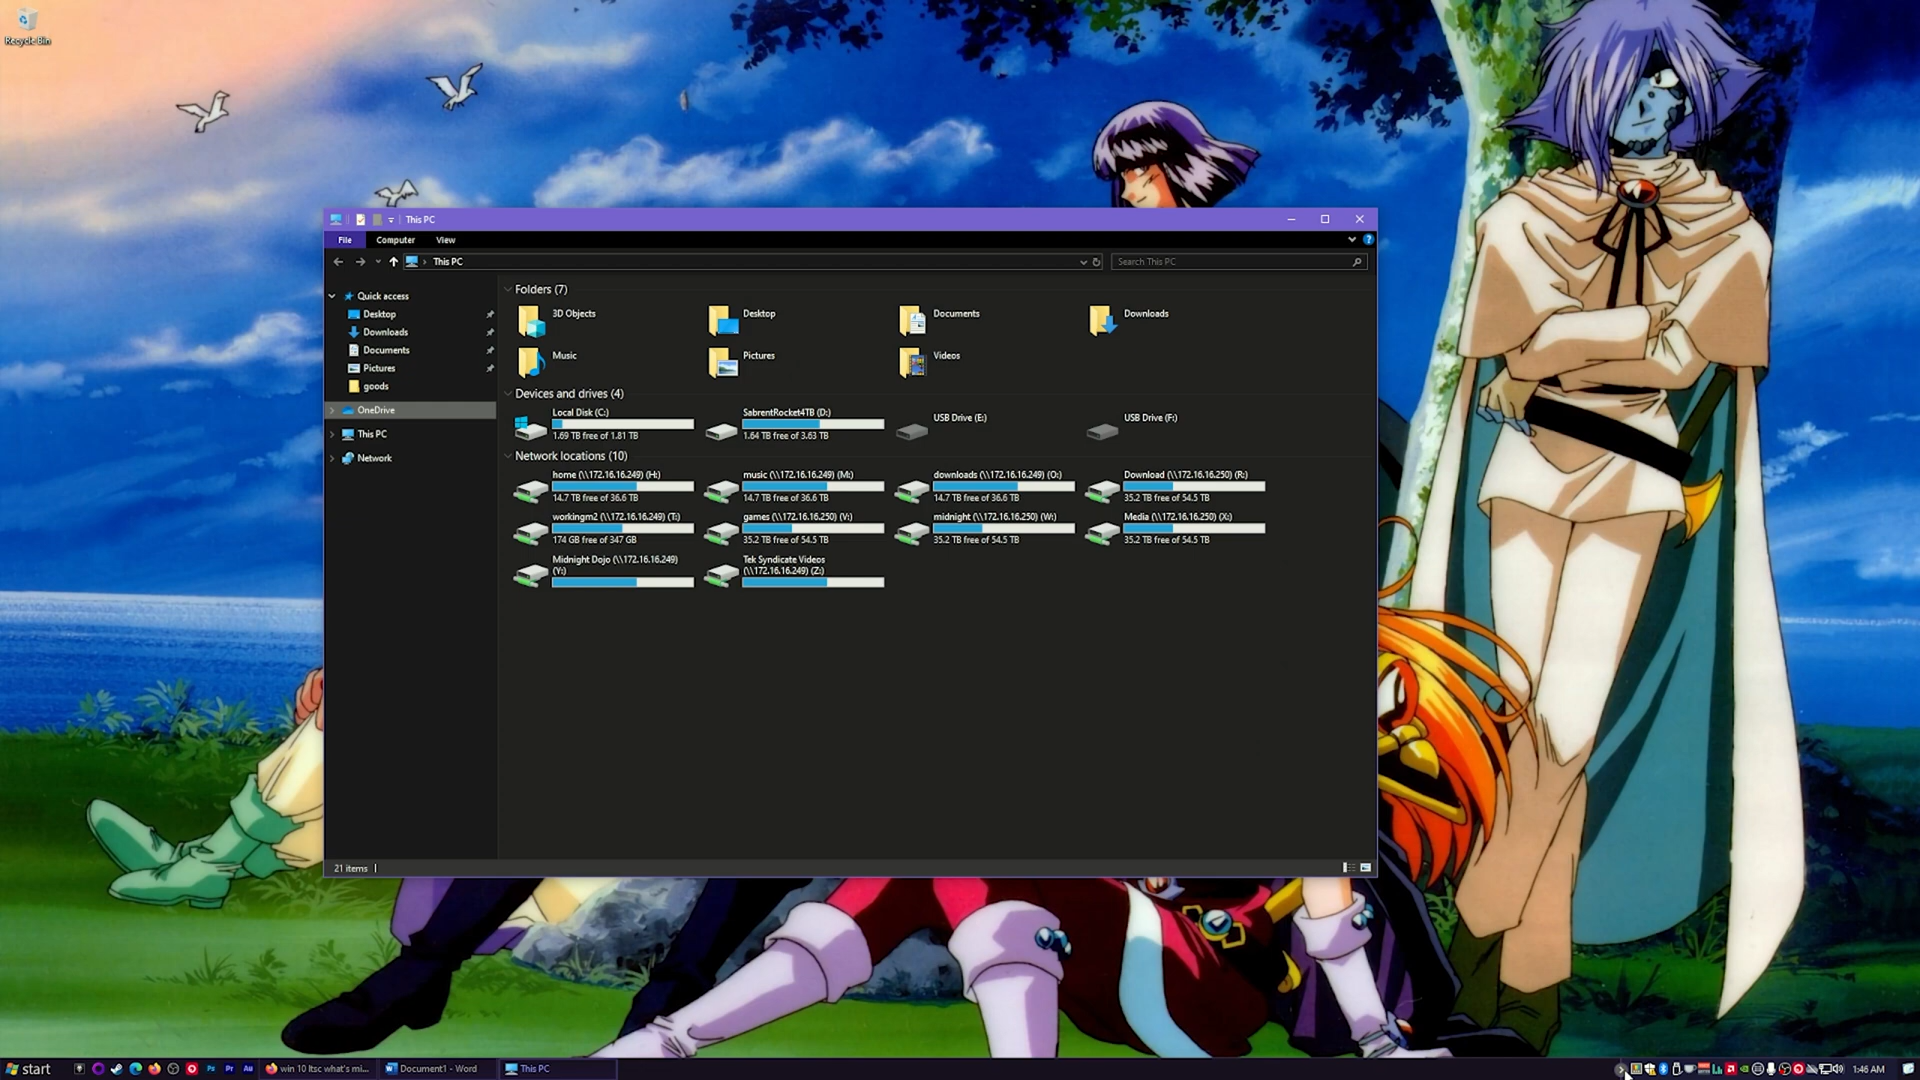 Recycle Bin
This PC
File Computer View
This PC
Search This PC
Quick access
Desktop
Downloads
Documents
Pictures
goods
OneDrive
This PC
Network
Folders (7)
3D Objects
Desktop
Documents
Downloads
Music
Pictures
Videos
Devices and drives (4)
Local Disk (C:)
1.69 TB free of 1.81 TB
SabrentRocket4TB (D:)
1.64 TB free of 3.63 TB
USB Drive (E:)
USB Drive (F:)
Network locations (10)
home (\\172.16.16.249) (H:)
14.7 TB free of 36.6 TB
music (\\172.16.16.249) (M:)
14.7 TB free of 36.6 TB
downloads (\\172.16.16.249) (O:)
14.7 TB free of 36.6 TB
Download (\\172.16.16.250) (R:)
35.2 TB free of 54.5 TB
workingm2 (\\172.16.16.249) (T:)
174 GB free of 347 GB
games (\\172.16.16.250) (V:)
35.2 TB free of 54.5 TB
midnight (\\172.16.16.250) (W:)
35.2 TB free of 54.5 TB
Media (\\172.16.16.250) (X:)
35.2 TB free of 54.5 TB
Midnight Dojo (\\172.16.16.249)
(Y:)
Tek Syndicate Videos
(\\172.16.16.249) (Z:)
21 items
start
Ps Pr Au
win 10 ltsc what's mi...
Document1 - Word
This PC
1:46 AM